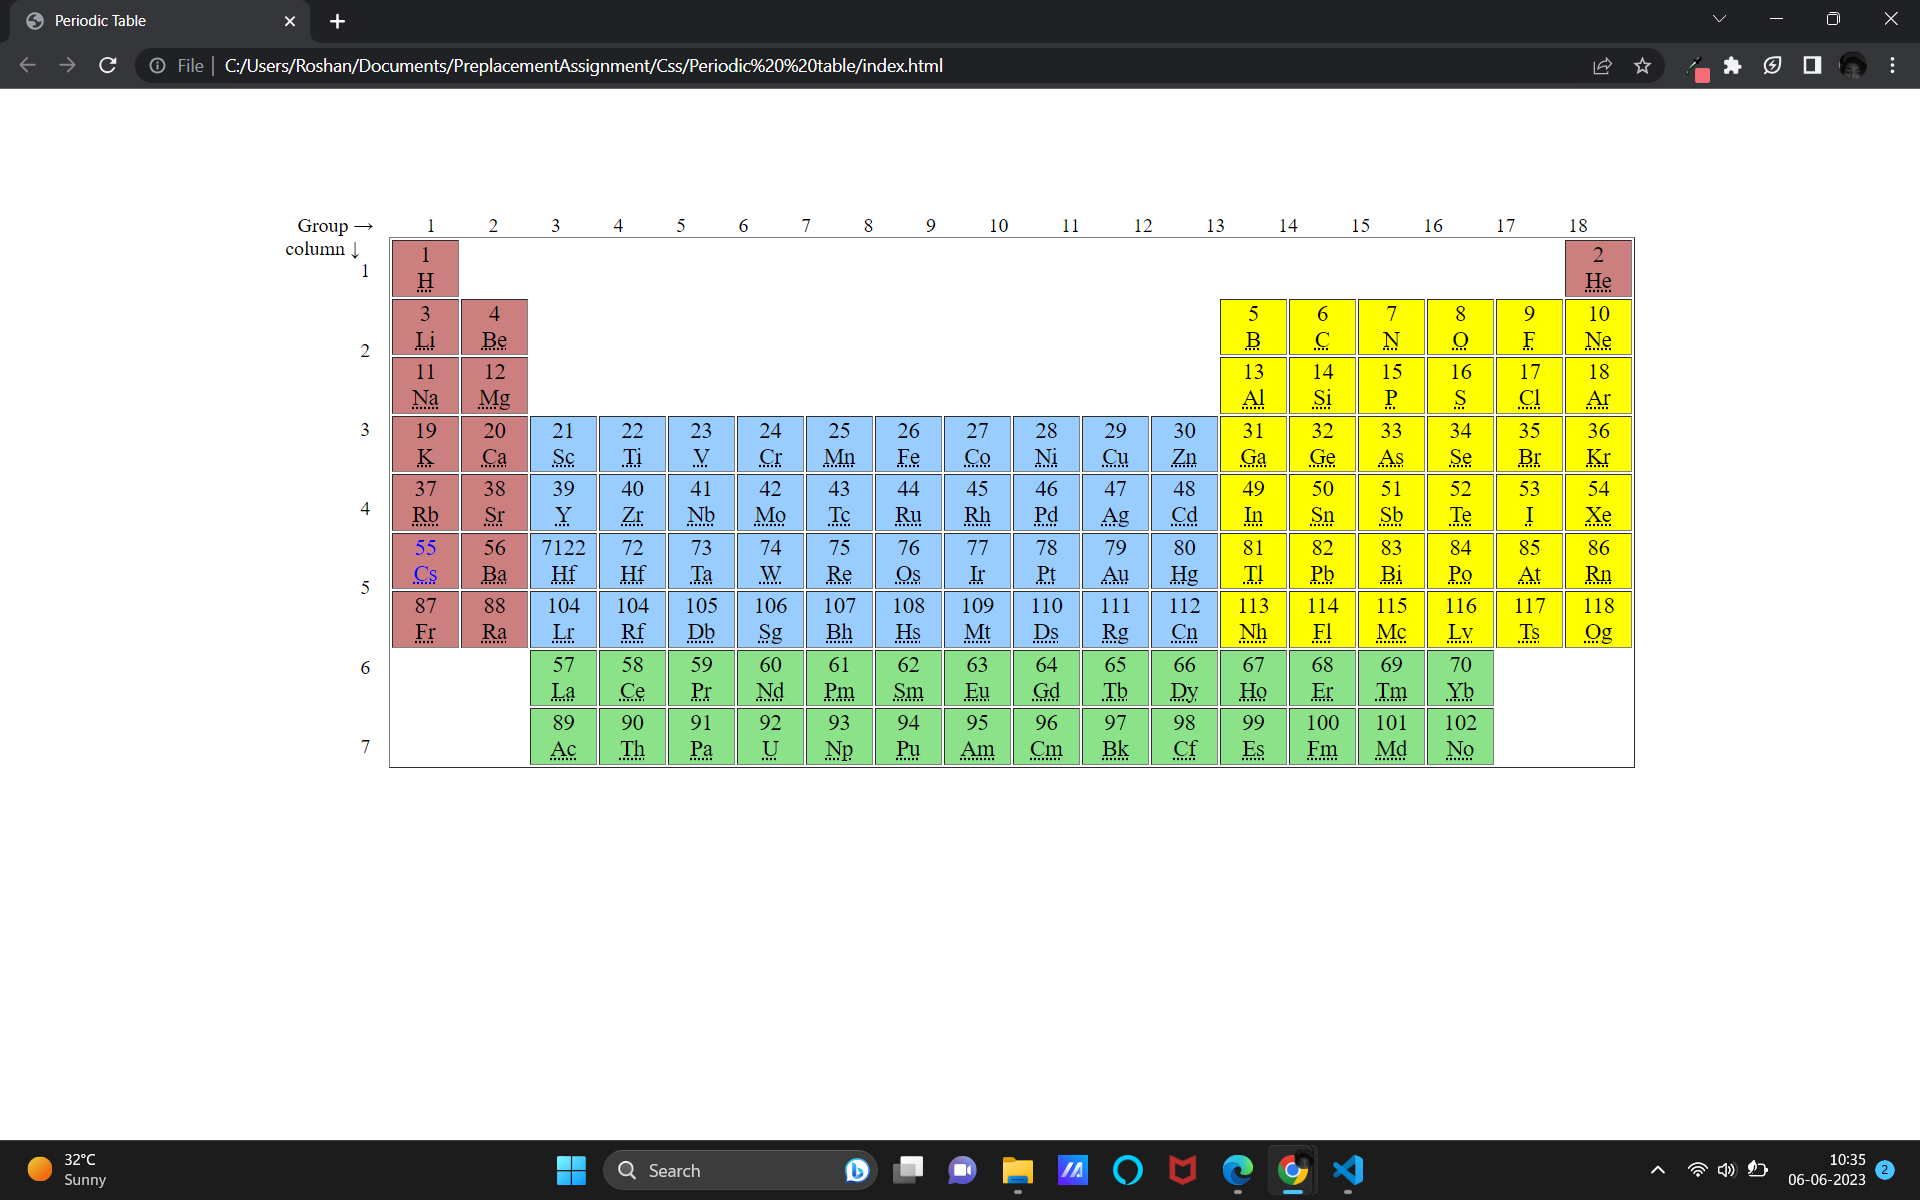 Periodic Table
File C:/Users/Roshan/Documents/PreplacementAssignment/Css/Periodic%20%20table/index.html
Group → 1 2 3 4 5 6 7 8 9 10 11 12 13 14 15 16 17 18
column ↓
1
2
3
4
5
6
7
1 2
H He
3 4 5 6 7 8 9 10
Li Be B C N O F Ne
11 12 13 14 15 16 17 18
Na Mg Al Si P S Cl Ar
19 20 21 22 23 24 25 26 27 28 29 30 31 32 33 34 35 36
K Ca Sc Ti V Cr Mn Fe Co Ni Cu Zn Ga Ge As Se Br Kr
37 38 39 40 41 42 43 44 45 46 47 48 49 50 51 52 53 54
Rb Sr Y Zr Nb Mo Tc Ru Rh Pd Ag Cd In Sn Sb Te I Xe
55 56 7122 72 73 74 75 76 77 78 79 80 81 82 83 84 85 86
Cs Ba Hf Hf Ta W Re Os Ir Pt Au Hg Tl Pb Bi Po At Rn
87 88 104 104 105 106 107 108 109 110 111 112 113 114 115 116 117 118
Fr Ra Lr Rf Db Sg Bh Hs Mt Ds Rg Cn Nh Fl Mc Lv Ts Og
57 58 59 60 61 62 63 64 65 66 67 68 69 70
La Ce Pr Nd Pm Sm Eu Gd Tb Dy Ho Er Tm Yb
89 90 91 92 93 94 95 96 97 98 99 100 101 102
Ac Th Pa U Np Pu Am Cm Bk Cf Es Fm Md No
32°C
Sunny
Search
10:35
06-06-2023
2